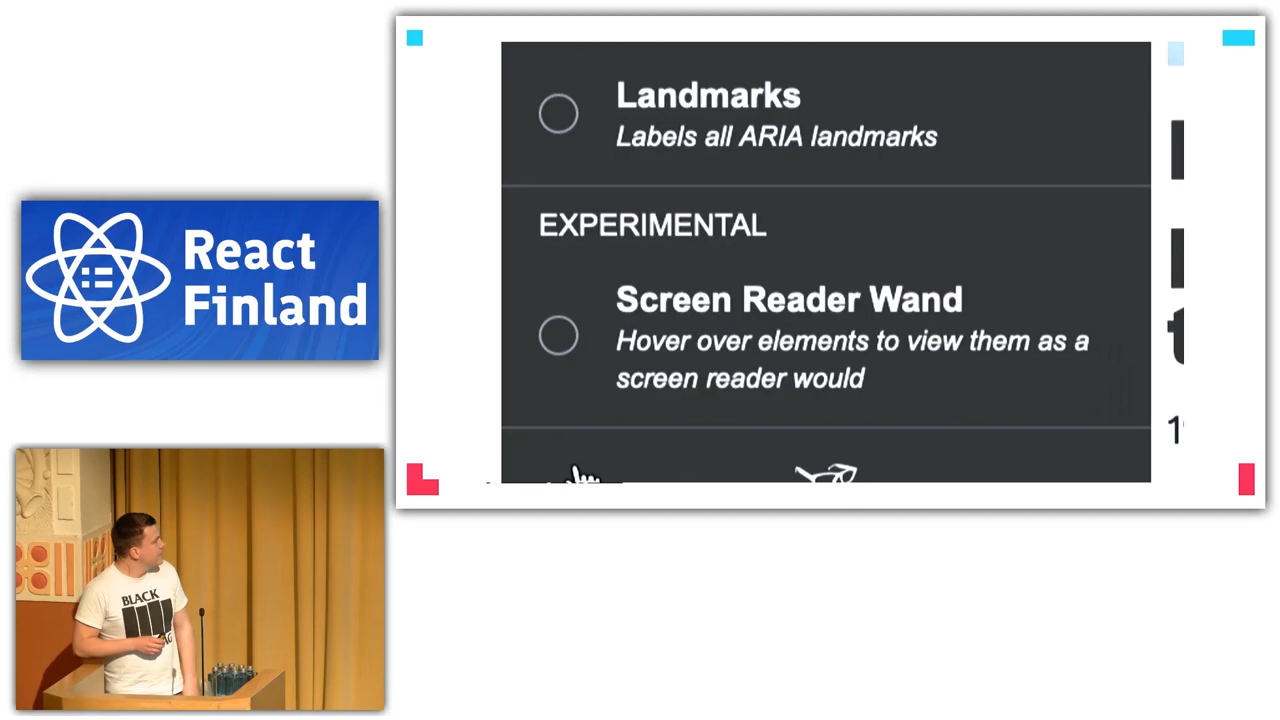 Landmarks
Labels all ARIA landmarks
EXPERIMENTAL
Screen Reader Wand
Hover over elements to view them as a
screen reader would
React
Finland
BLACK